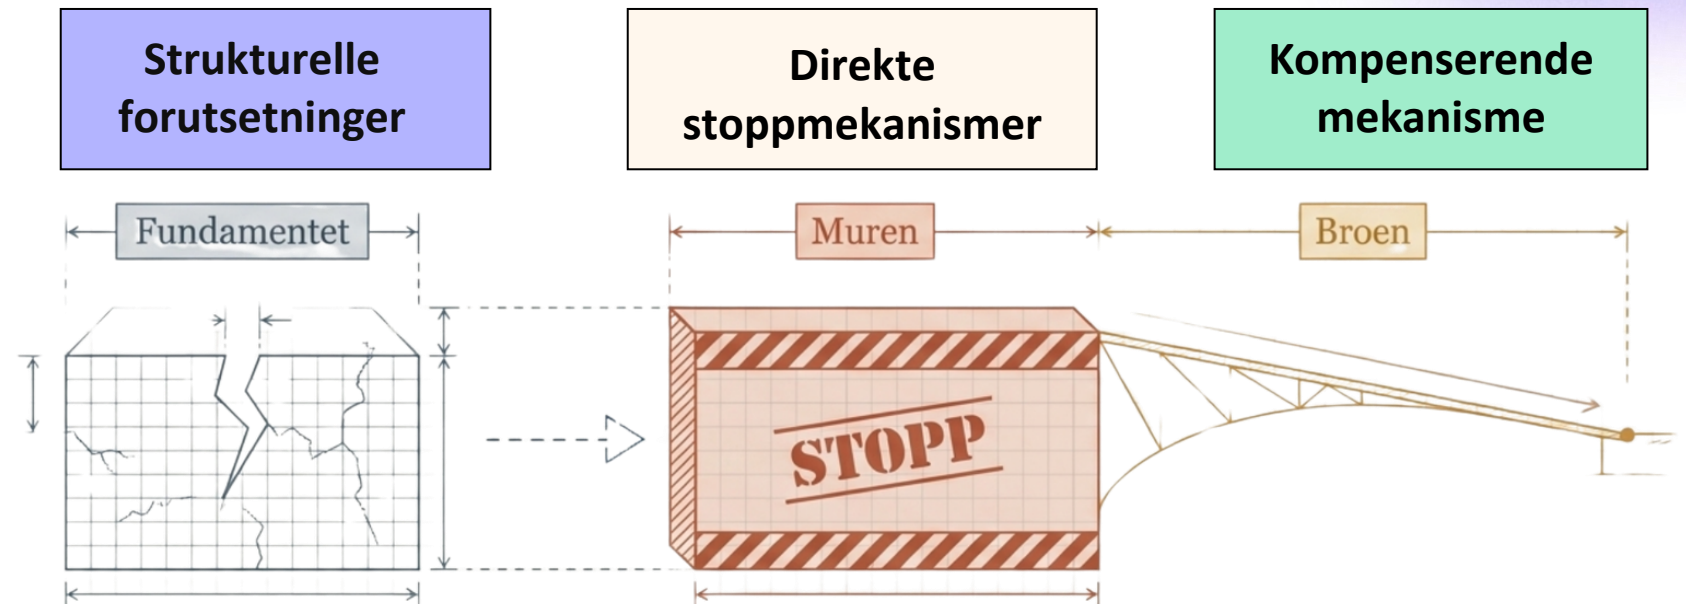 Strukturelle
forutsetninger
Direkte
stoppmekanismer
Kompenserende
mekanisme
Fundamentet
Muren
Broen
STOPP